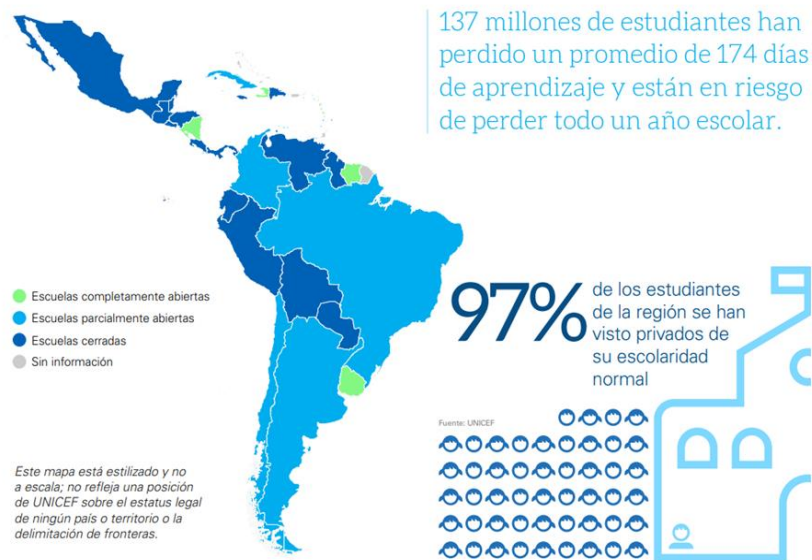 137 millones de estudiantes han
perdido un promedio de 174 días
de aprendizaje y están en riesgo
de perder todo un año escolar.
Escuelas completamente abiertas
Escuelas parcialmente abiertas
Escuelas cerradas
Sin información
97%
de los estudiantes
de la región se han
visto privados de
su escolaridad
normal
Fuente: UNICEF
Este mapa está estilizado y no
a escala; no refleja una posición
de UNICEF sobre el estatus legal
de ningún país o territorio o la
delimitación de fronteras.